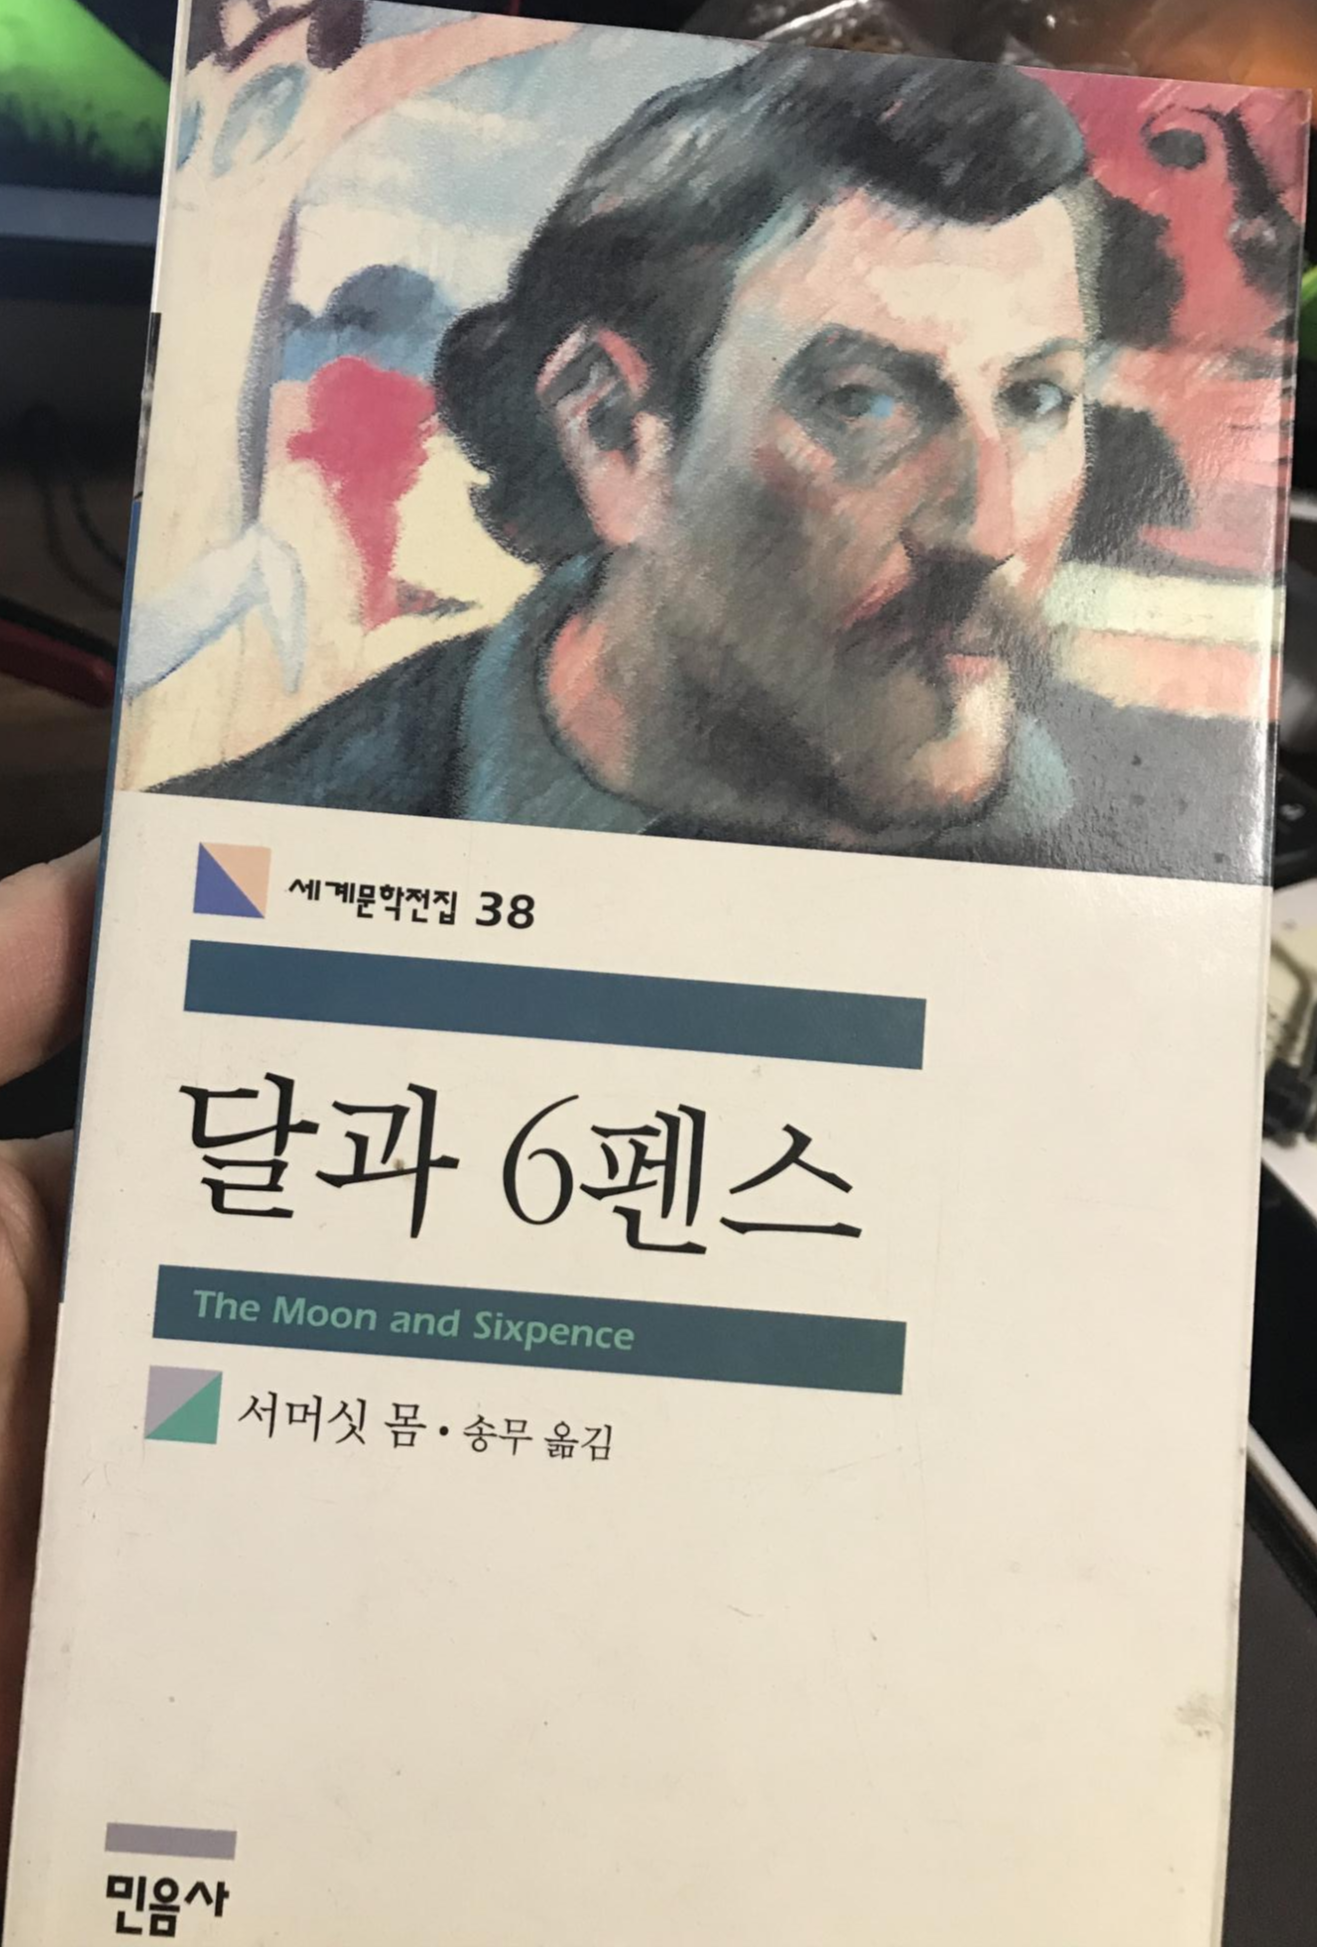 세계문학전집 38
달과 6펜스
The Moon and Sixpence
서머싯 몸 • 송무 옮김
민음사